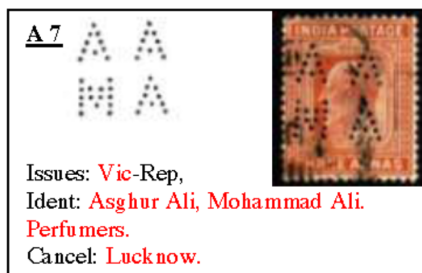 A 7
A A
M A
INDIA POSTAGE
A A
M A
ANNAS
Issues: Vic-Rep,
Ident: Asghur Ali, Mohammad Ali.
Perfumers.
Cancel: Lucknow.